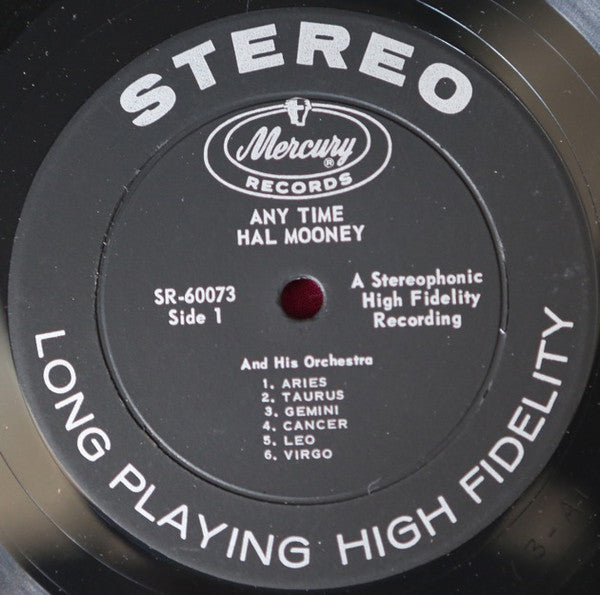 STEREO
Mercury ®
RECORDS
ANY TIME
HAL MOONEY
SR-60073
Side 1
A Stereophonic
High Fidelity
Recording
And His Orchestra
1. ARIES
2. TAURUS
3. GEMINI
4. CANCER
5. LEO
6. VIRGO
LONG PLAYING HIGH FIDELITY